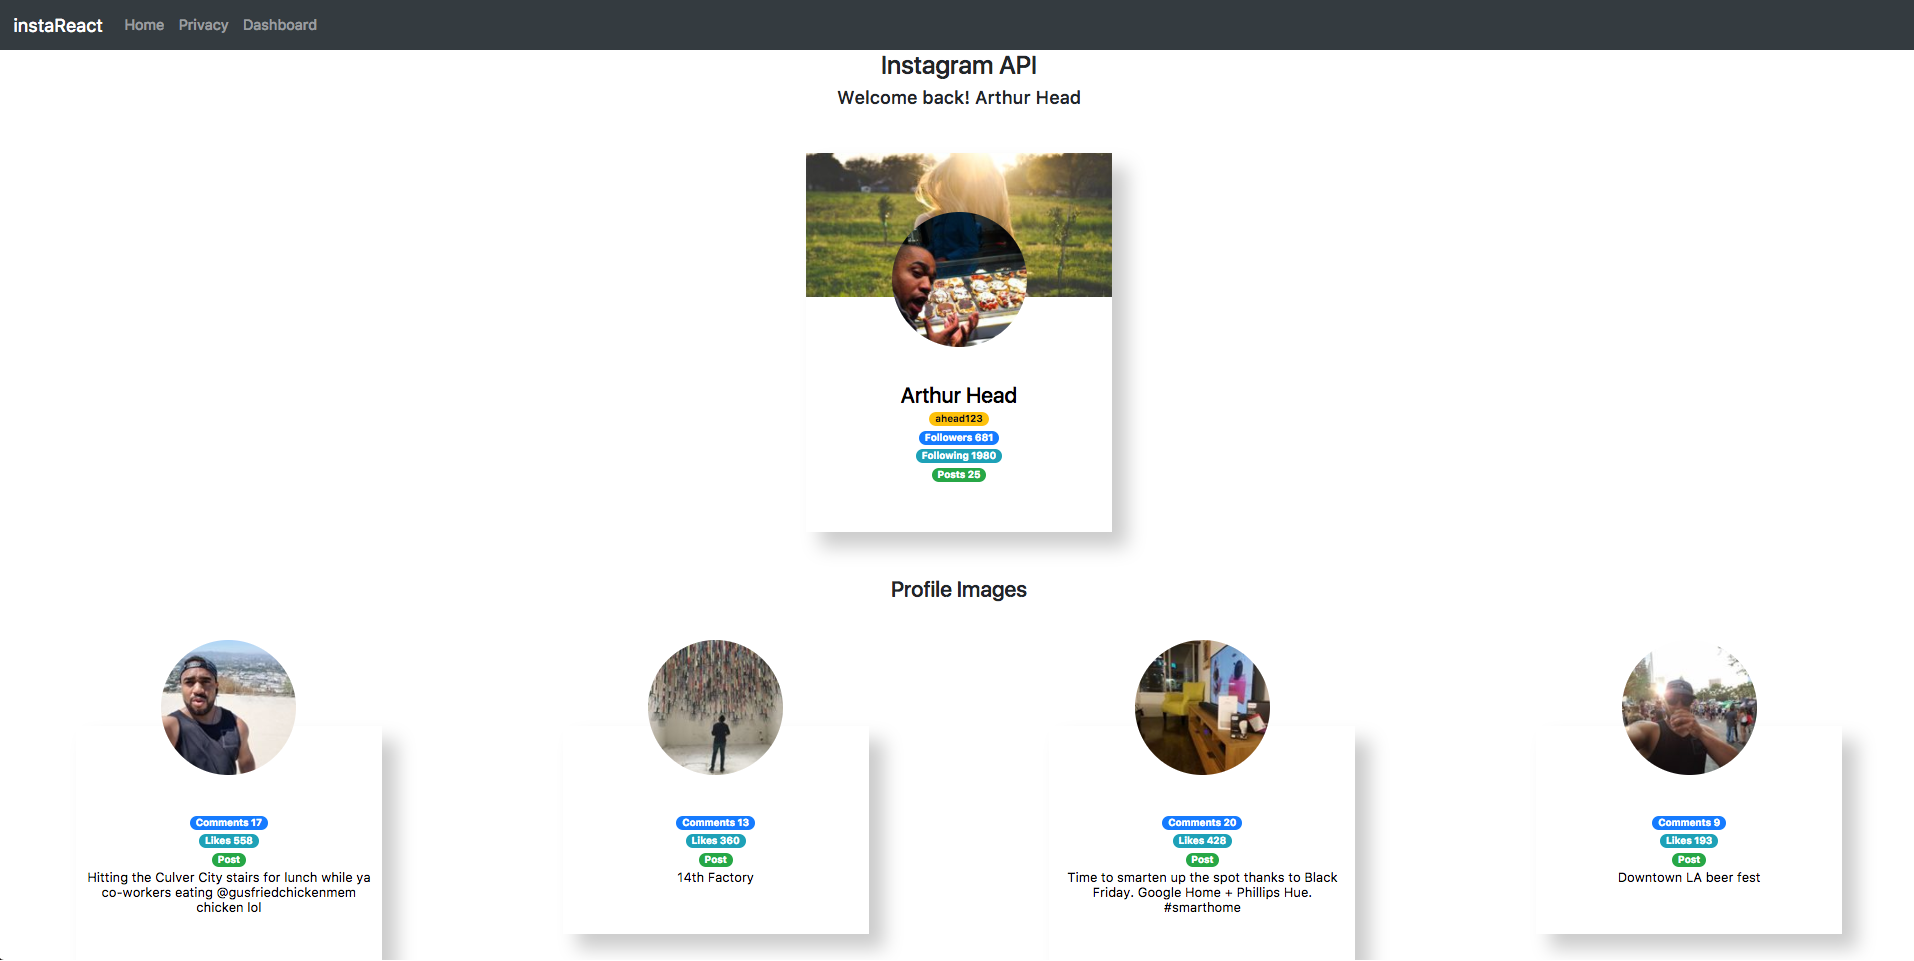 instaReact Home Privacy Dashboard
Instagram API
Welcome back! Arthur Head
Arthur Head
ahead123
Followers 681
Following 1980
Posts 25
Profile Images
Comments 17
Likes 558
Post
Hitting the Culver City stairs for lunch while ya
co-workers eating @gusfriedchickenmem
chicken lol
Comments 13
Likes 360
Post
14th Factory
Comments 20
Likes 428
Post
Time to smarten up the spot thanks to Black
Friday. Google Home + Phillips Hue.
#smarthome
Comments 9
Likes 193
Post
Downtown LA beer fest